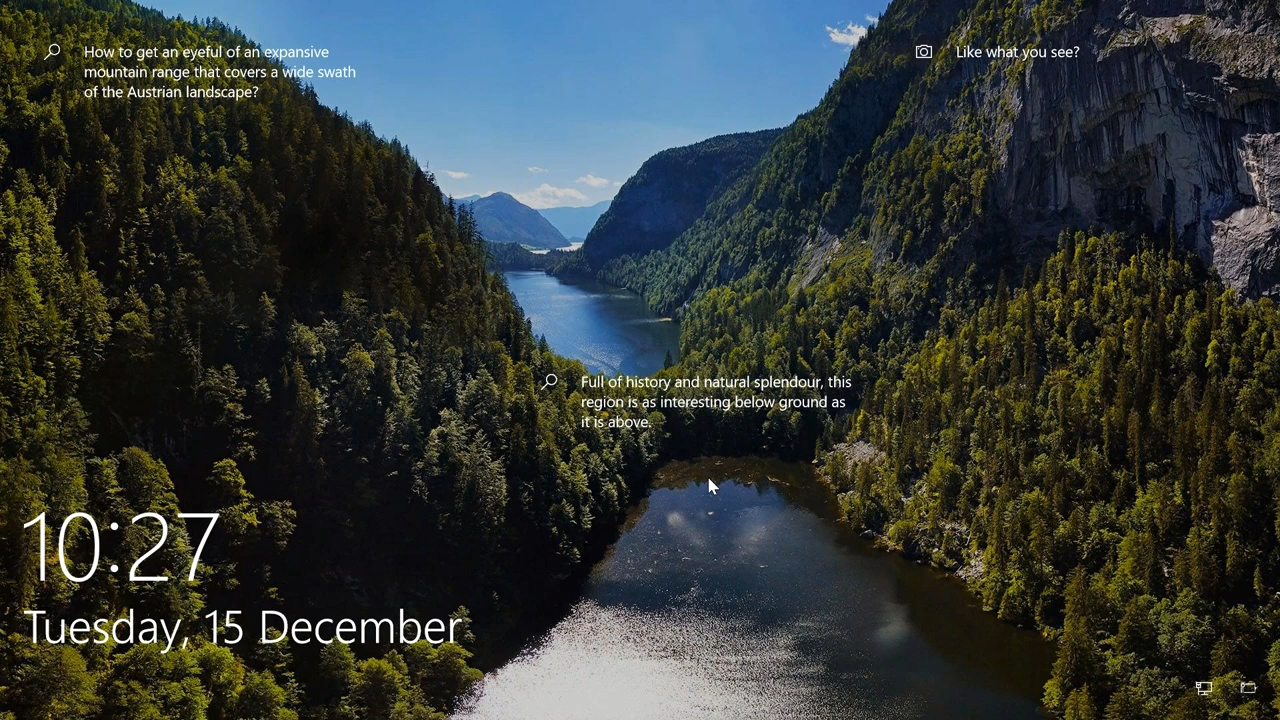 How to get an eyeful of an expansive
mountain range that covers a wide swath
of the Austrian landscape?
Like what you see?
Full of history and natural splendour, this
region is as interesting below ground as
it is above.
10:27
Tuesday, 15 December